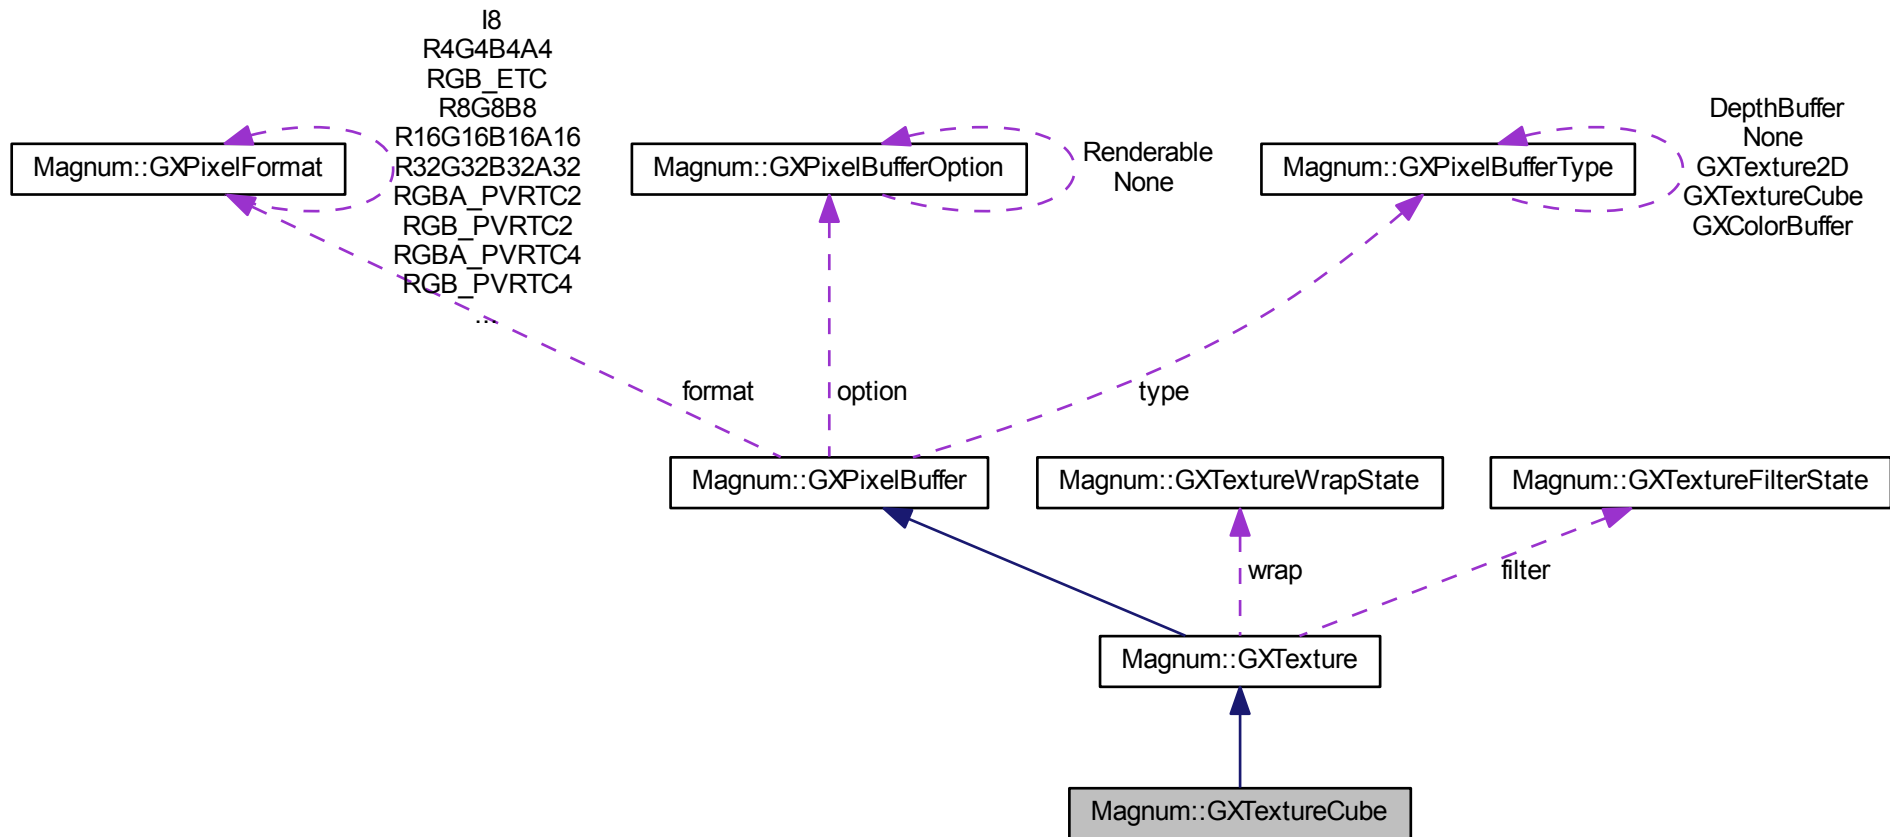 I8
R4G4B4A4
RGB_ETC
R8G8B8
R16G16B16A16
R32G32B32A32
RGBA_PVRTC2
RGB_PVRTC2
RGBA_PVRTC4
RGB_PVRTC4
...
Magnum::GXPixelFormat
Magnum::GXPixelBufferOption
Renderable
None
Magnum::GXPixelBufferType
DepthBuffer
None
GXTexture2D
GXTextureCube
GXColorBuffer
format
option
type
Magnum::GXPixelBuffer
Magnum::GXTextureWrapState
Magnum::GXTextureFilterState
wrap
filter
Magnum::GXTexture
Magnum::GXTextureCube